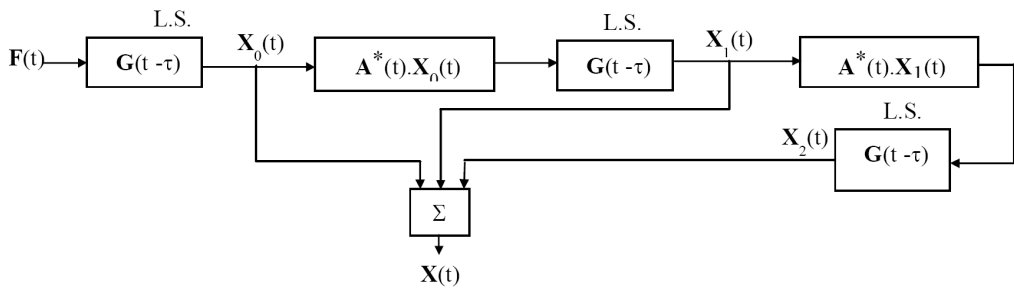 L.S.
L.S.
F(t)
G(t -τ)
X₀(t)
A*(t).X₀(t)
G(t -τ)
X₁(t)
A*(t).X₁(t)
L.S.
X₂(t)
G(t -τ)
Σ
X(t)